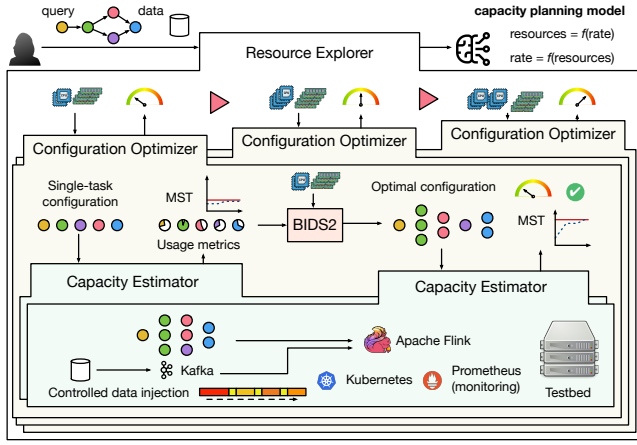 query
data
capacity planning model
resources = f(rate)
rate = f(resources)
Resource Explorer
Configuration Optimizer
Configuration Optimizer
Configuration Optimizer
Single-task
configuration
MST
Usage metrics
BIDS2
Optimal configuration
MST
Capacity Estimator
Capacity Estimator
Apache Flink
Kafka
Controlled data injection
Kubernetes
Prometheus
(monitoring)
Testbed